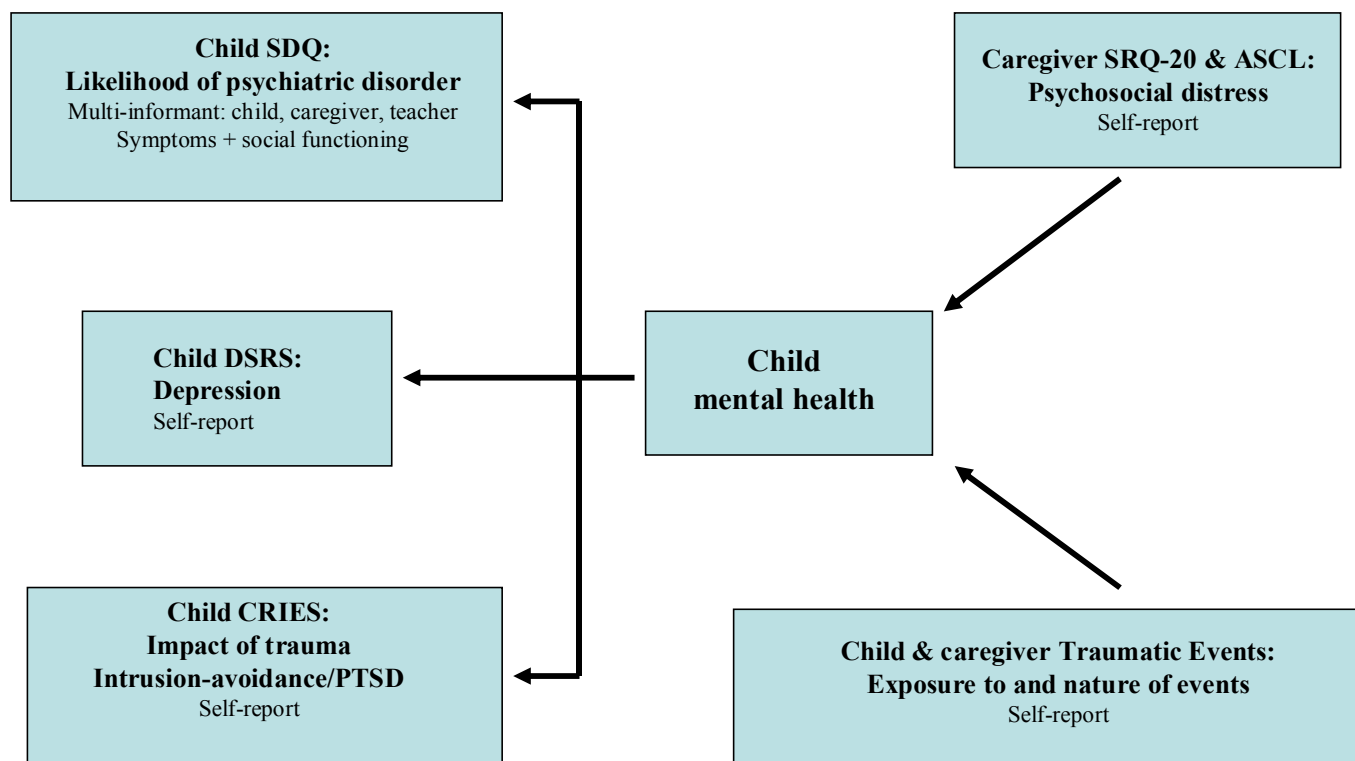 Child SDQ:
Likelihood of psychiatric disorder
Multi-informant: child, caregiver, teacher
Symptoms + social functioning
Caregiver SRQ-20 & ASCL:
Psychosocial distress
Self-report
Child DSRS:
Depression
Self-report
Child
mental health
Child CRIES:
Impact of trauma
Intrusion-avoidance/PTSD
Self-report
Child & caregiver Traumatic Events:
Exposure to and nature of events
Self-report